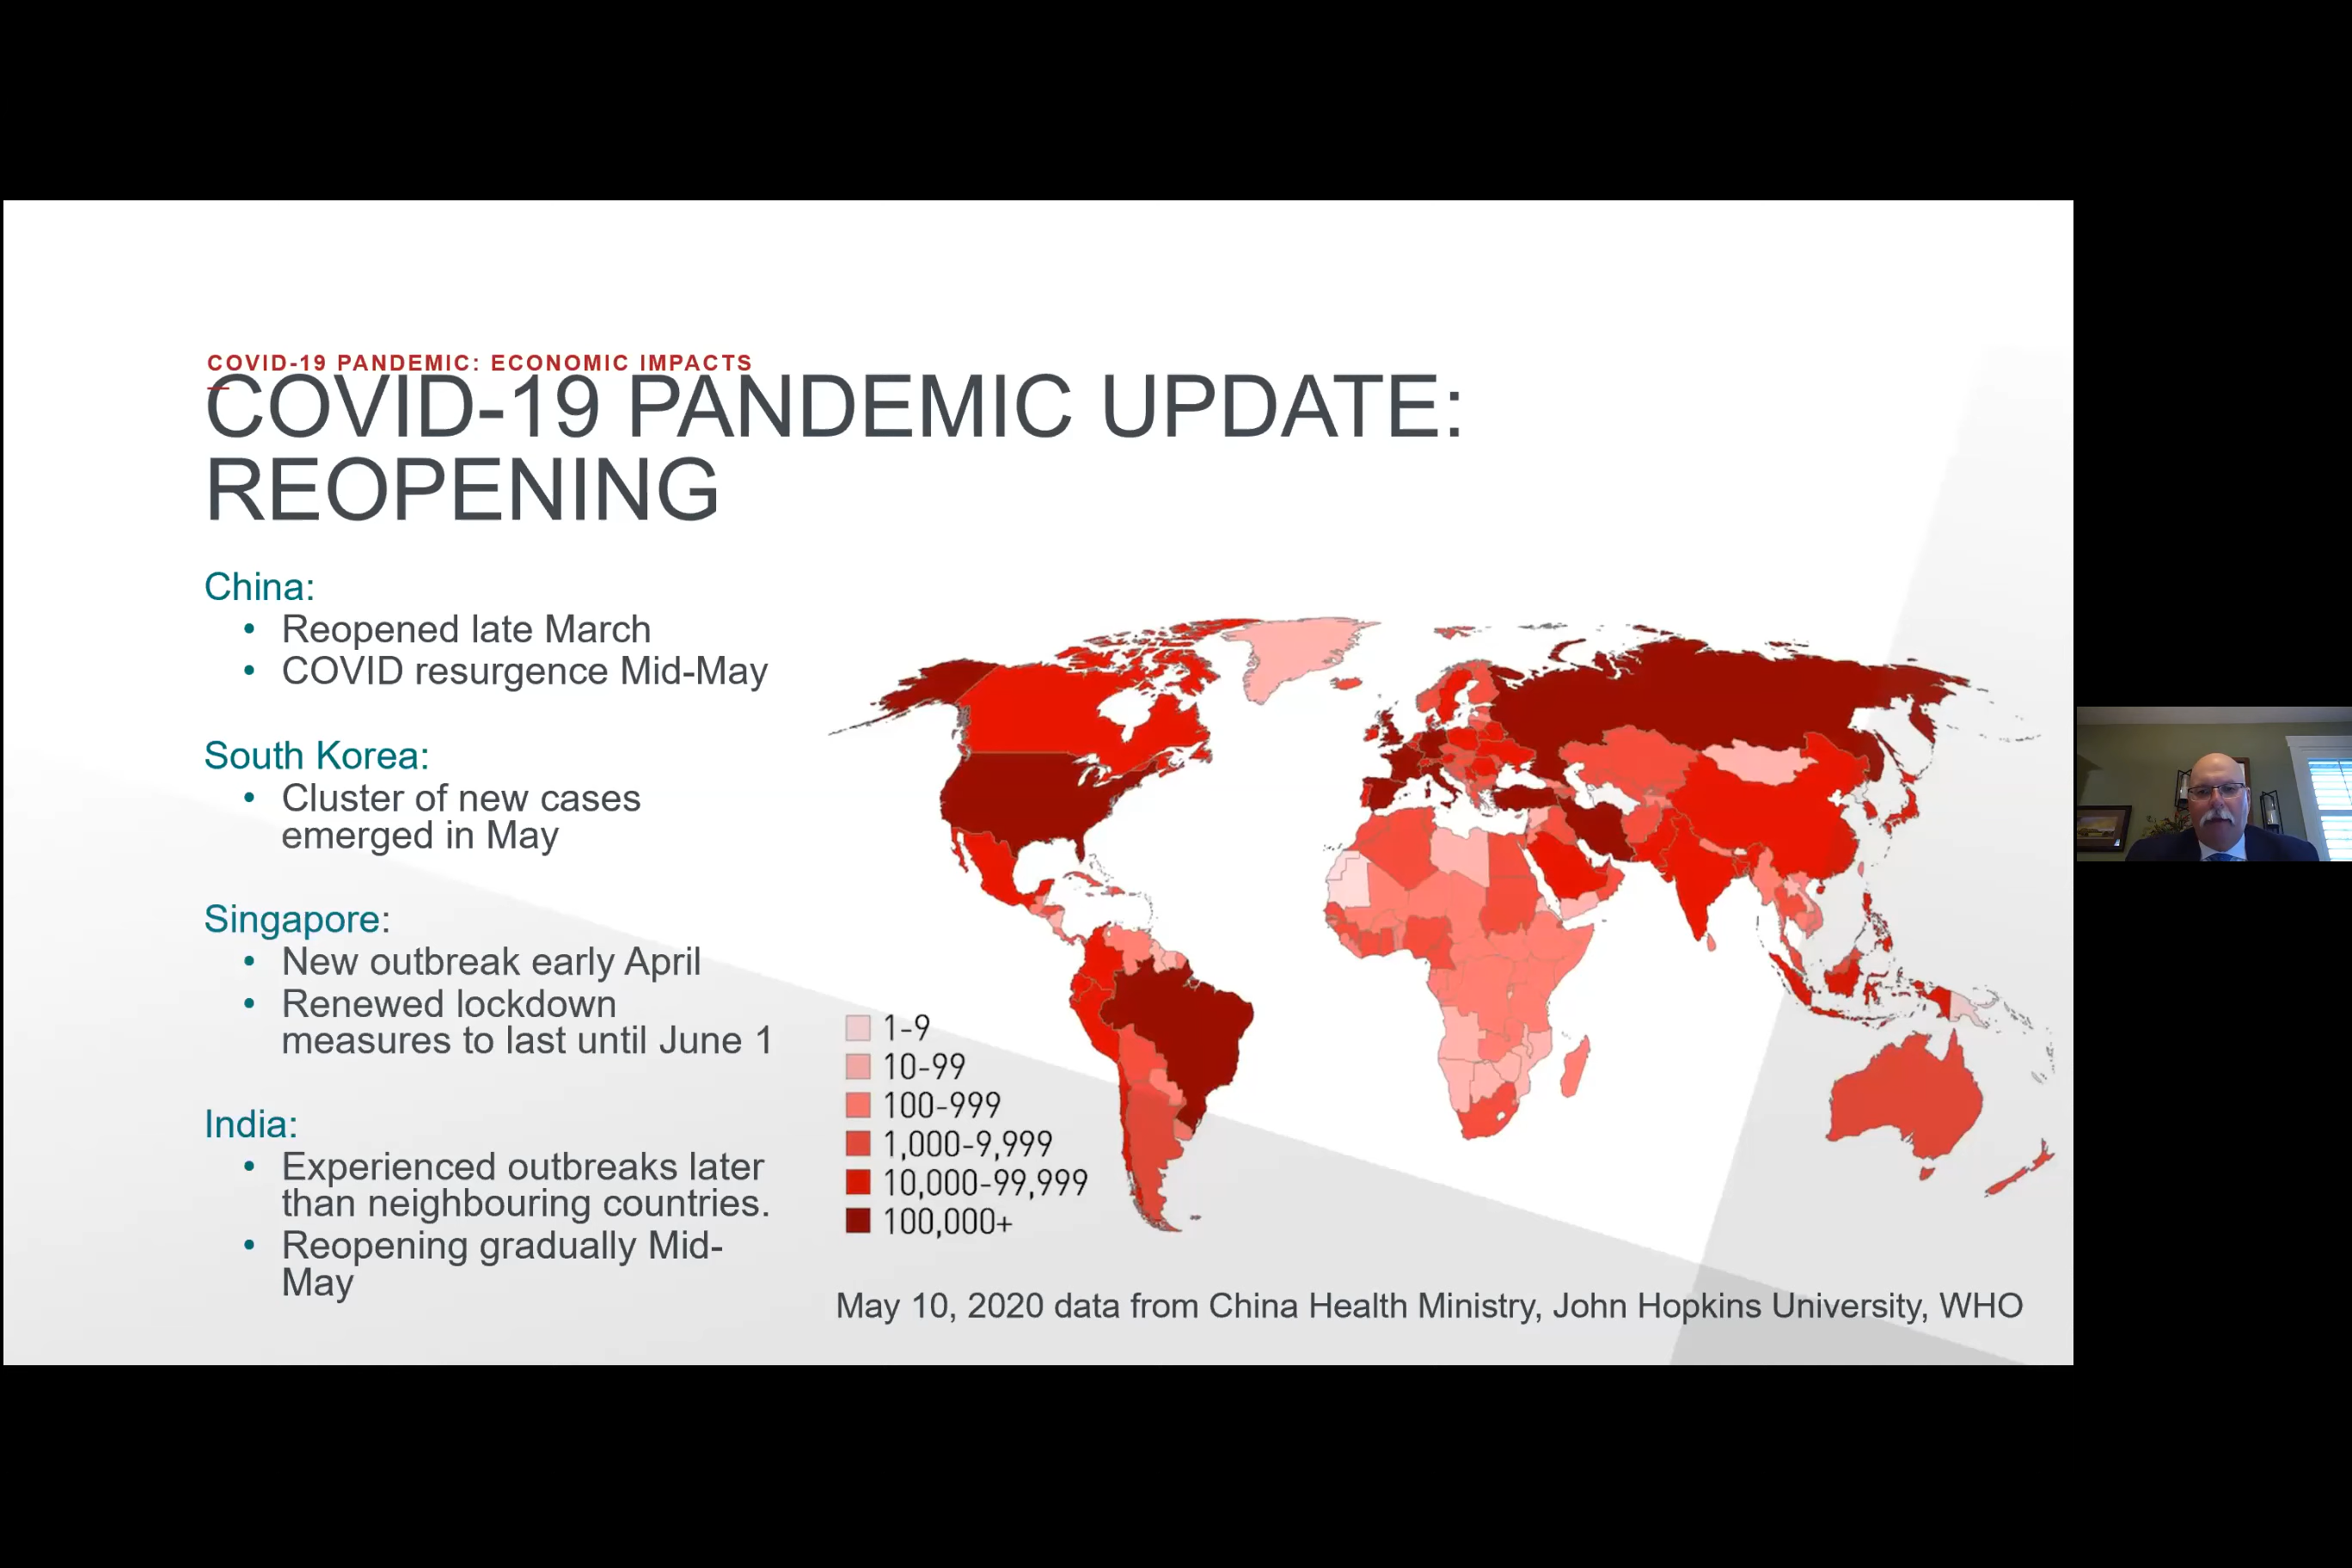 COVID-19 PANDEMIC: ECONOMIC IMPACTS
COVID-19 PANDEMIC UPDATE:
REOPENING
China:
• Reopened late March
• COVID resurgence Mid-May
South Korea:
• Cluster of new cases
emerged in May
Singapore:
• New outbreak early April
• Renewed lockdown
measures to last until June 1
India:
• Experienced outbreaks later
than neighbouring countries.
• Reopening gradually Mid-
May
1-9
10-99
100-999
1,000-9,999
10,000-99,999
100,000+
May 10, 2020 data from China Health Ministry, John Hopkins University, WHO